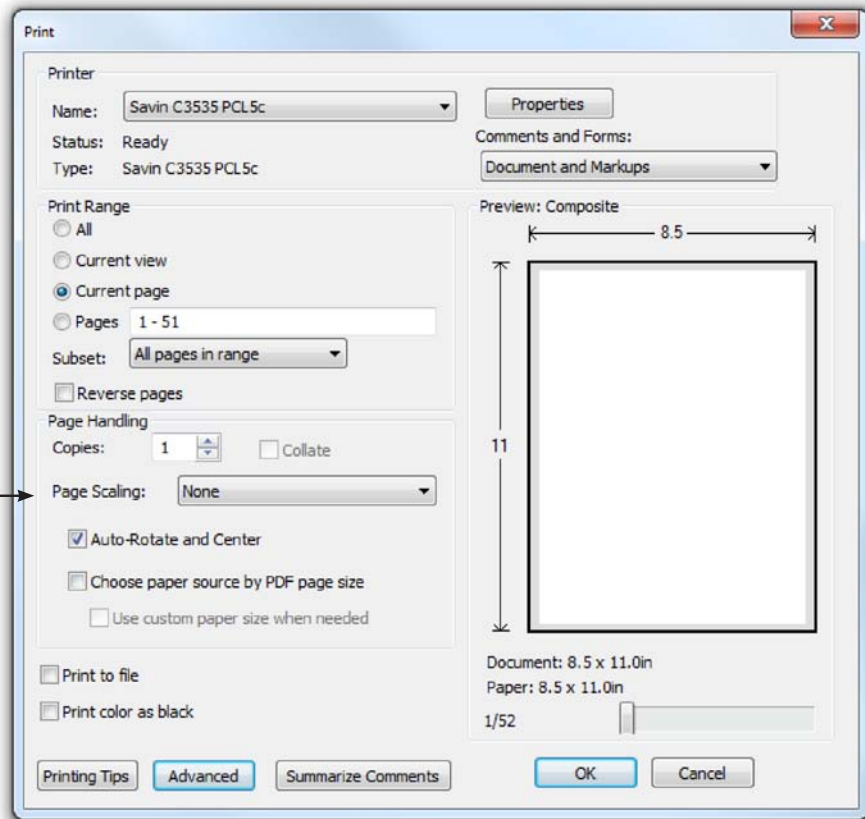 Print
Printer
Name: Savin C3535 PCL5c
Properties
Status: Ready
Comments and Forms:
Type: Savin C3535 PCL5c
Document and Markups
Print Range
All
Current view
Current page
Pages 1 - 51
Subset: All pages in range
Reverse pages
Page Handling
Copies: 1 Collate
Page Scaling: None
Auto-Rotate and Center
Choose paper source by PDF page size
Use custom paper size when needed
Print to file
Print color as black
Preview: Composite
8.5
11
Document: 8.5 x 11.0in
Paper: 8.5 x 11.0in
1/52
Printing Tips Advanced Summarize Comments OK Cancel